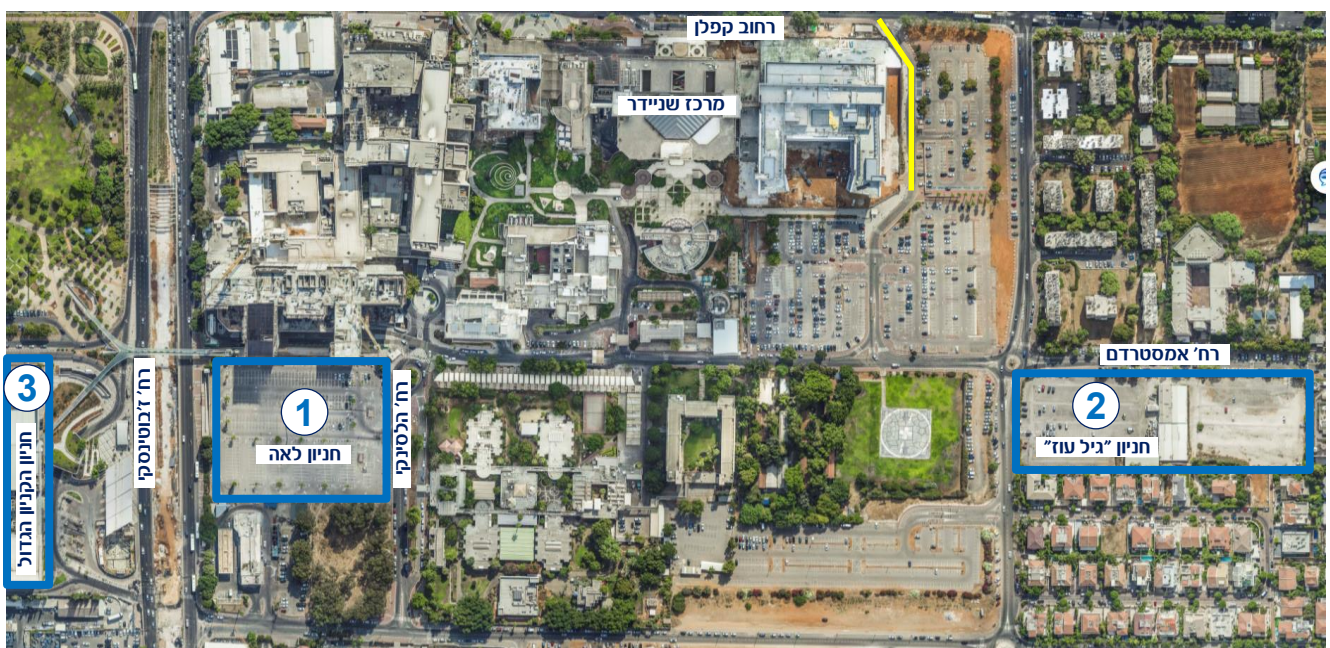 רחוב קפלן
מרכז שניידר
רח' אמסטרדם
3
חניון הקניון הגדול
רח' ז'בוטינסקי
1
חניון לאה
רח' הלסינקי
2
חניון "גיל עוז"